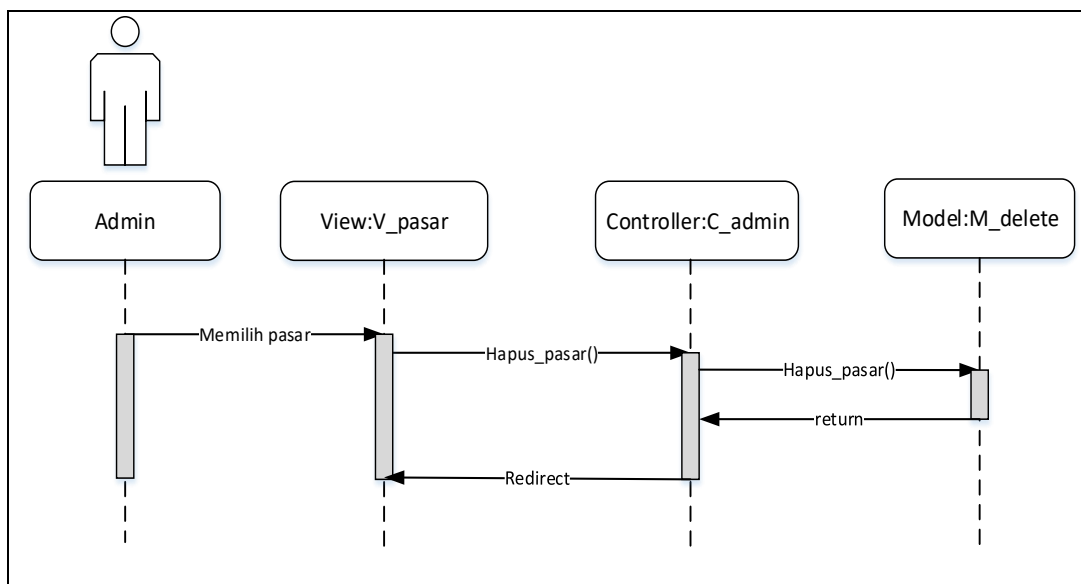 Admin
View:V_pasar
Controller:C_admin
Model:M_delete
Memilih pasar
Hapus_pasar()
Hapus_pasar()
return
Redirect